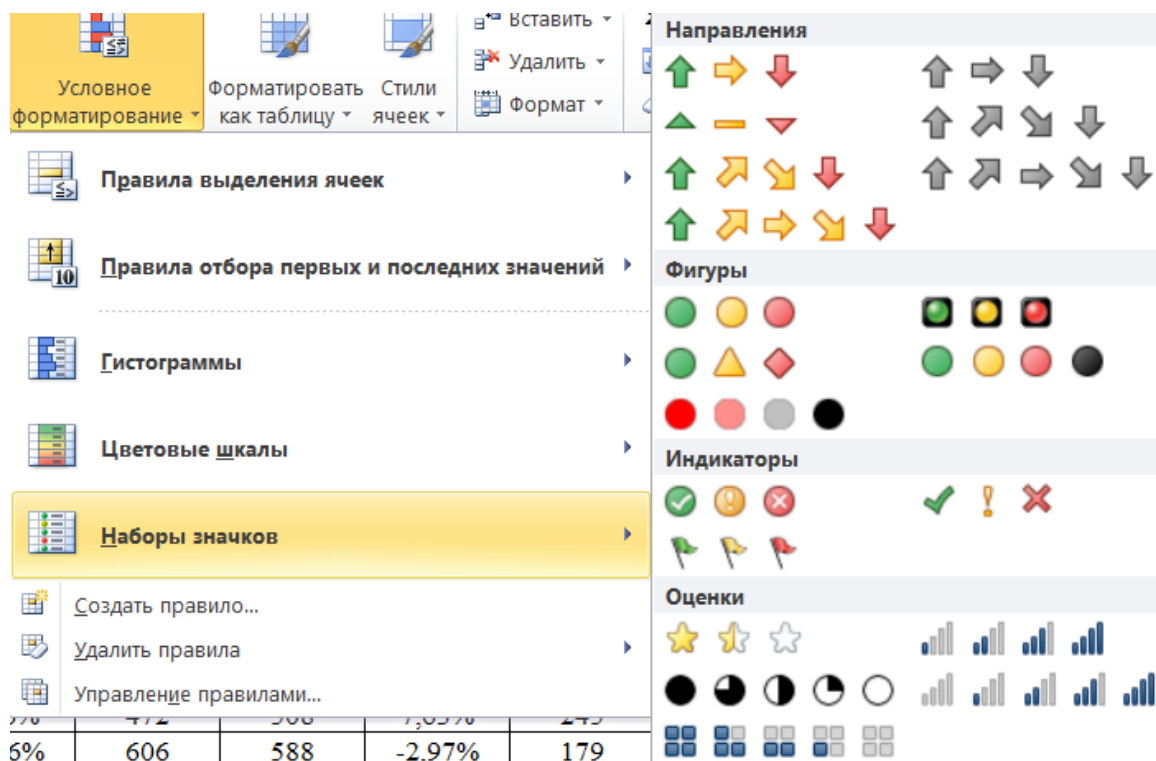 Вставить
Условное форматирование
Форматировать как таблицу
Стили ячеек
Удалить
Формат
Правила выделения ячеек
Правила отбора первых и последних значений
Гистограммы
Цветовые шкалы
Наборы значков
Создать правило...
Удалить правила
Управление правилами...
Направления
Фигуры
Индикаторы
Оценки
6% 606 588 -2,97% 179